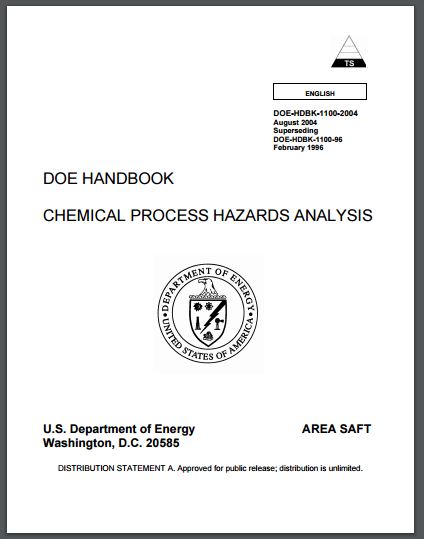 TS
ENGLISH
DOE-HDBK-1100-2004
August 2004
Superseding
DOE-HDBK-1100-96
February 1996
DOE HANDBOOK
CHEMICAL PROCESS HAZARDS ANALYSIS
DEPARTMENT OF ENERGY
UNITED STATES OF AMERICA
U.S. Department of Energy
Washington, D.C. 20585
AREA SAFT
DISTRIBUTION STATEMENT A. Approved for public release; distribution is unlimited.